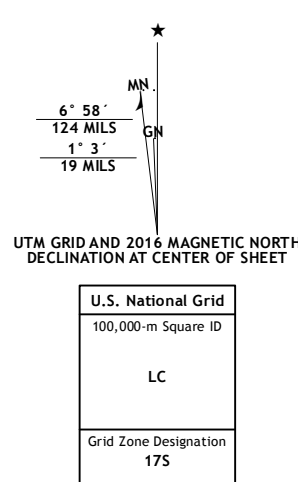 ★
MN
6° 58´
124 MILS
GN
1° 3´
19 MILS
UTM GRID AND 2016 MAGNETIC NORTH
DECLINATION AT CENTER OF SHEET
U.S. National Grid
100,000-m Square ID
LC
Grid Zone Designation
17S